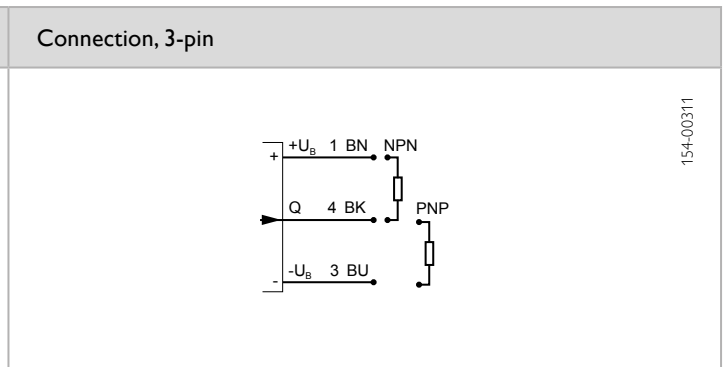 Connection, 3-pin
154-00311
+U_B 1 BN NPN
+
Q 4 BK PNP
-U_B 3 BU
-